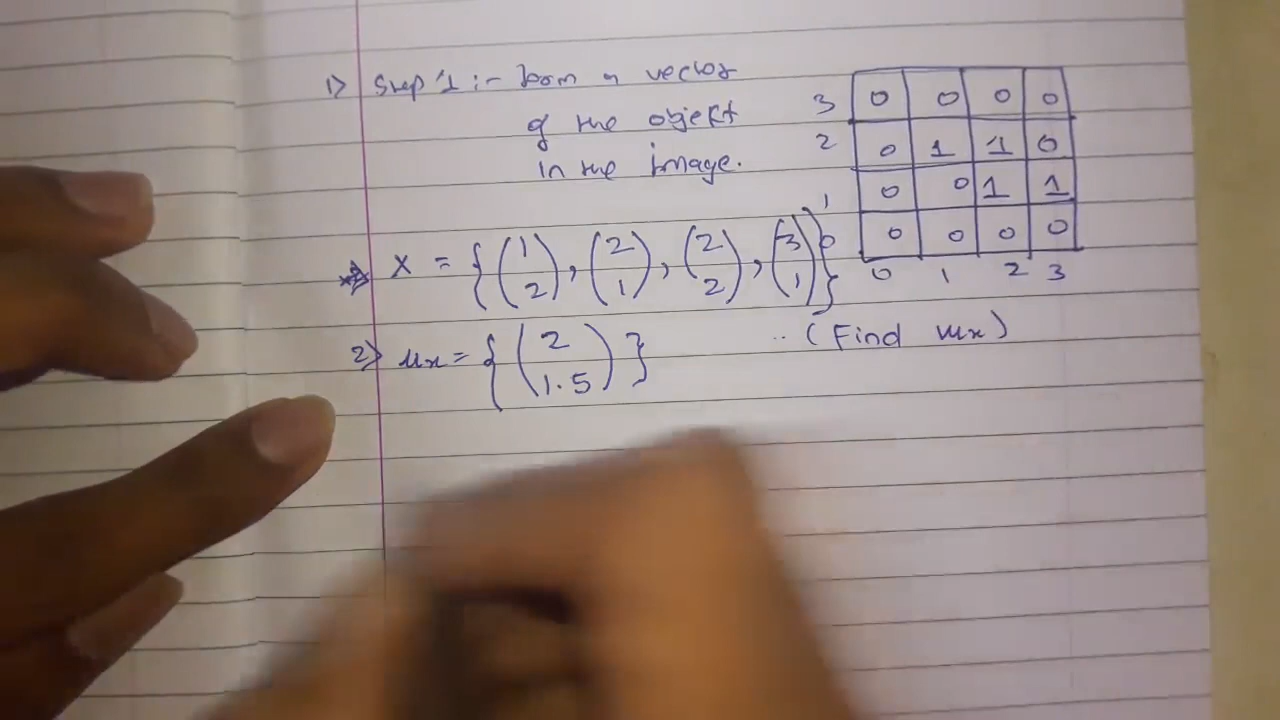 1) Step 1 :- Form a vector
of the object
in the image.
3 0 0 0 0
2 0 1 1 0
1 0 0 1 1
0 0 0 0 0
0 1 2 3
X = { (1 2), (2 1), (2 2), (3 1) }
2) μx = { (2 1.5) } .. (Find mx)